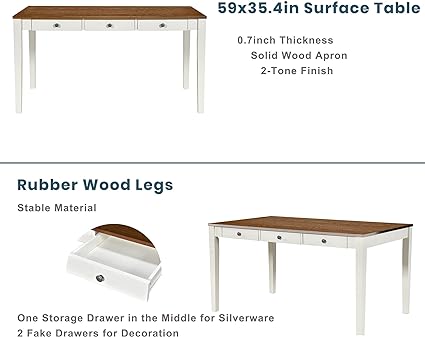 59x35.4in Surface Table
0.7inch Thickness
Solid Wood Apron
2-Tone Finish
Rubber Wood Legs
Stable Material
One Storage Drawer in the Middle for Silverware
2 Fake Drawers for Decoration